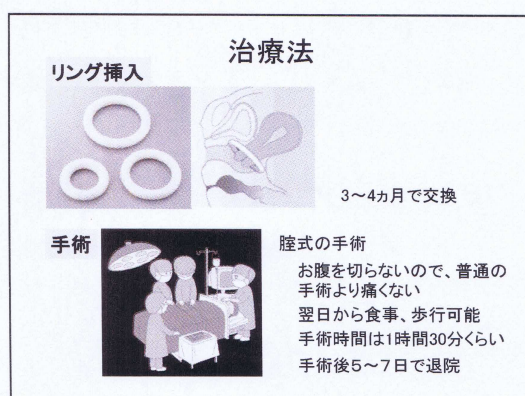 治療法
リング挿入
3～4ヵ月で交換
手術
腟式の手術
お腹を切らないので、普通の
手術より痛くない
翌日から食事、歩行可能
手術時間は1時間30分くらい
手術後５～７日で退院